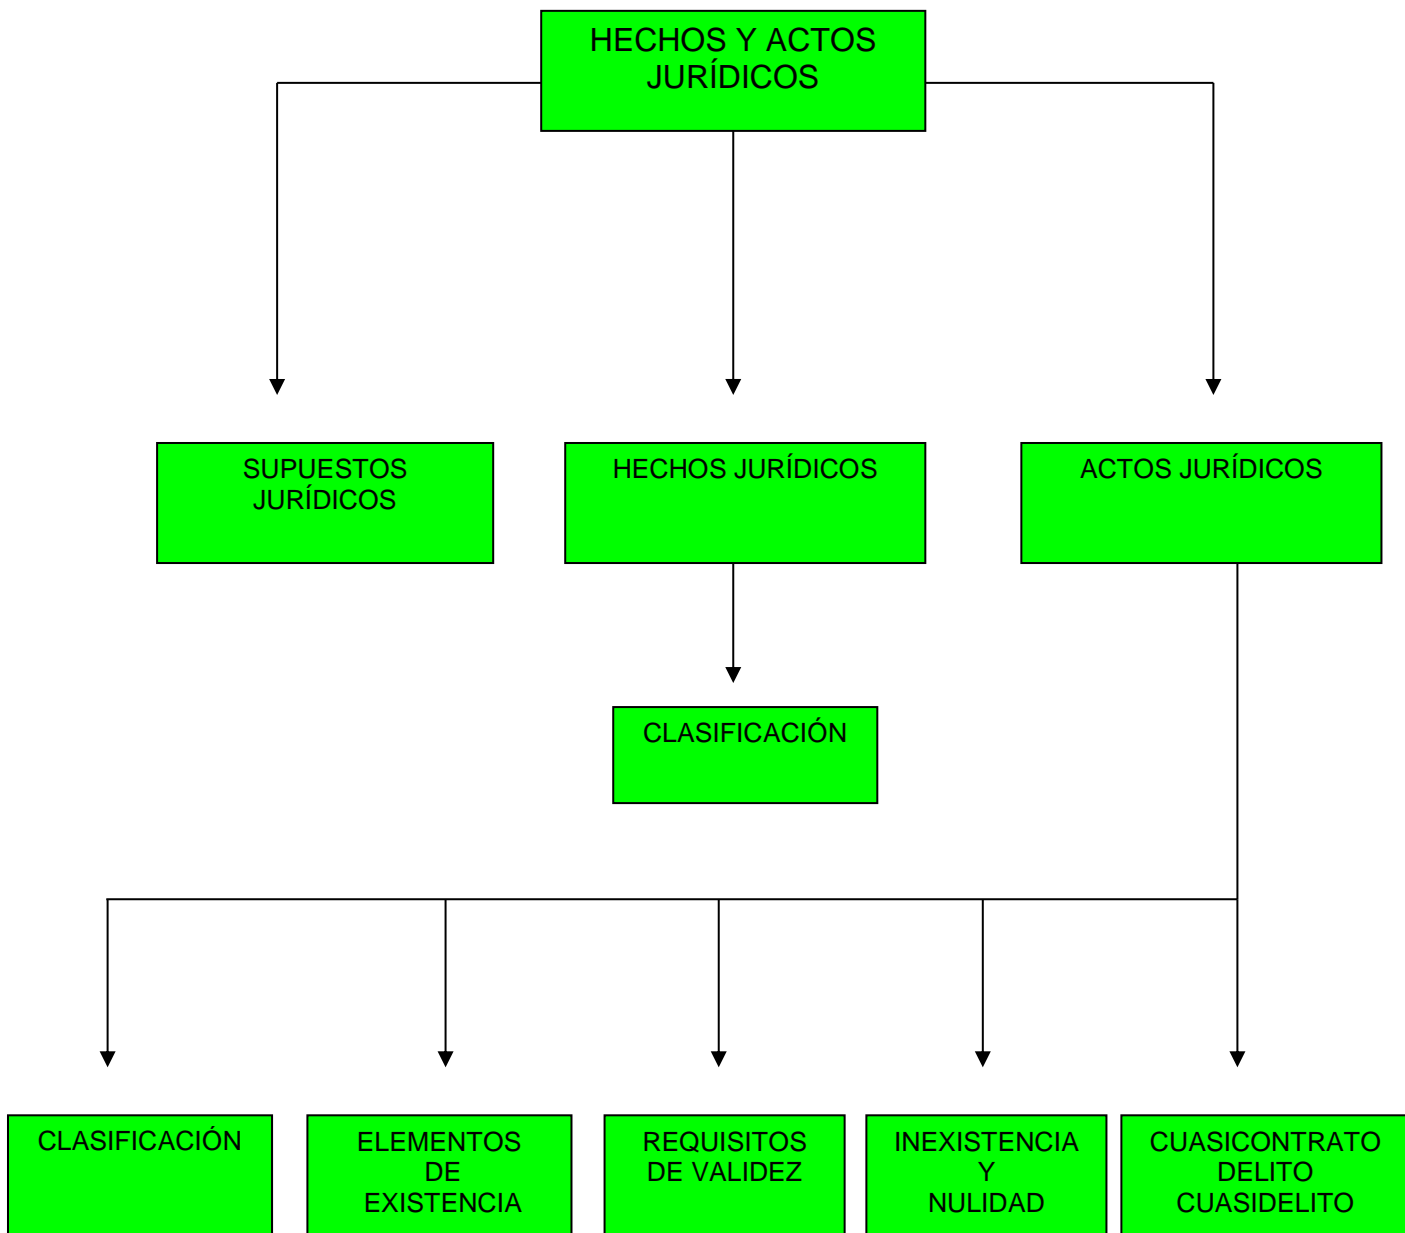 HECHOS Y ACTOS
JURÍDICOS
SUPUESTOS
JURÍDICOS
HECHOS JURÍDICOS
ACTOS JURÍDICOS
CLASIFICACIÓN
CLASIFICACIÓN
ELEMENTOS
DE
EXISTENCIA
REQUISITOS
DE VALIDEZ
INEXISTENCIA
Y
NULIDAD
CUASICONTRATO
DELITO
CUASIDELITO